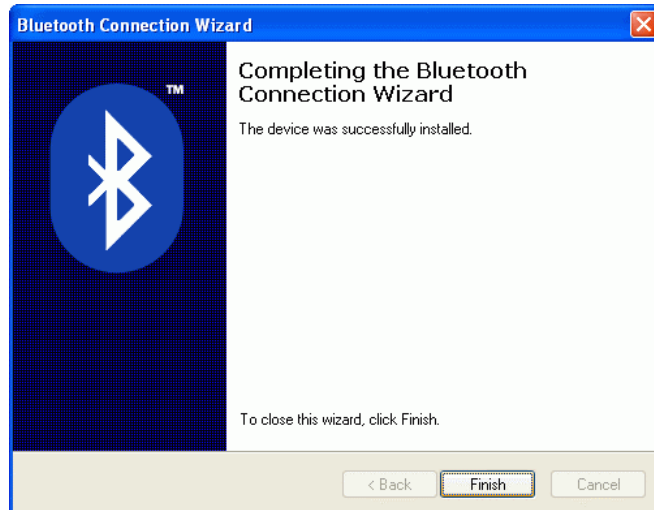 Bluetooth Connection Wizard
TM
Completing the Bluetooth
Connection Wizard
The device was successfully installed.
To close this wizard, click Finish.
< Back
Finish
Cancel